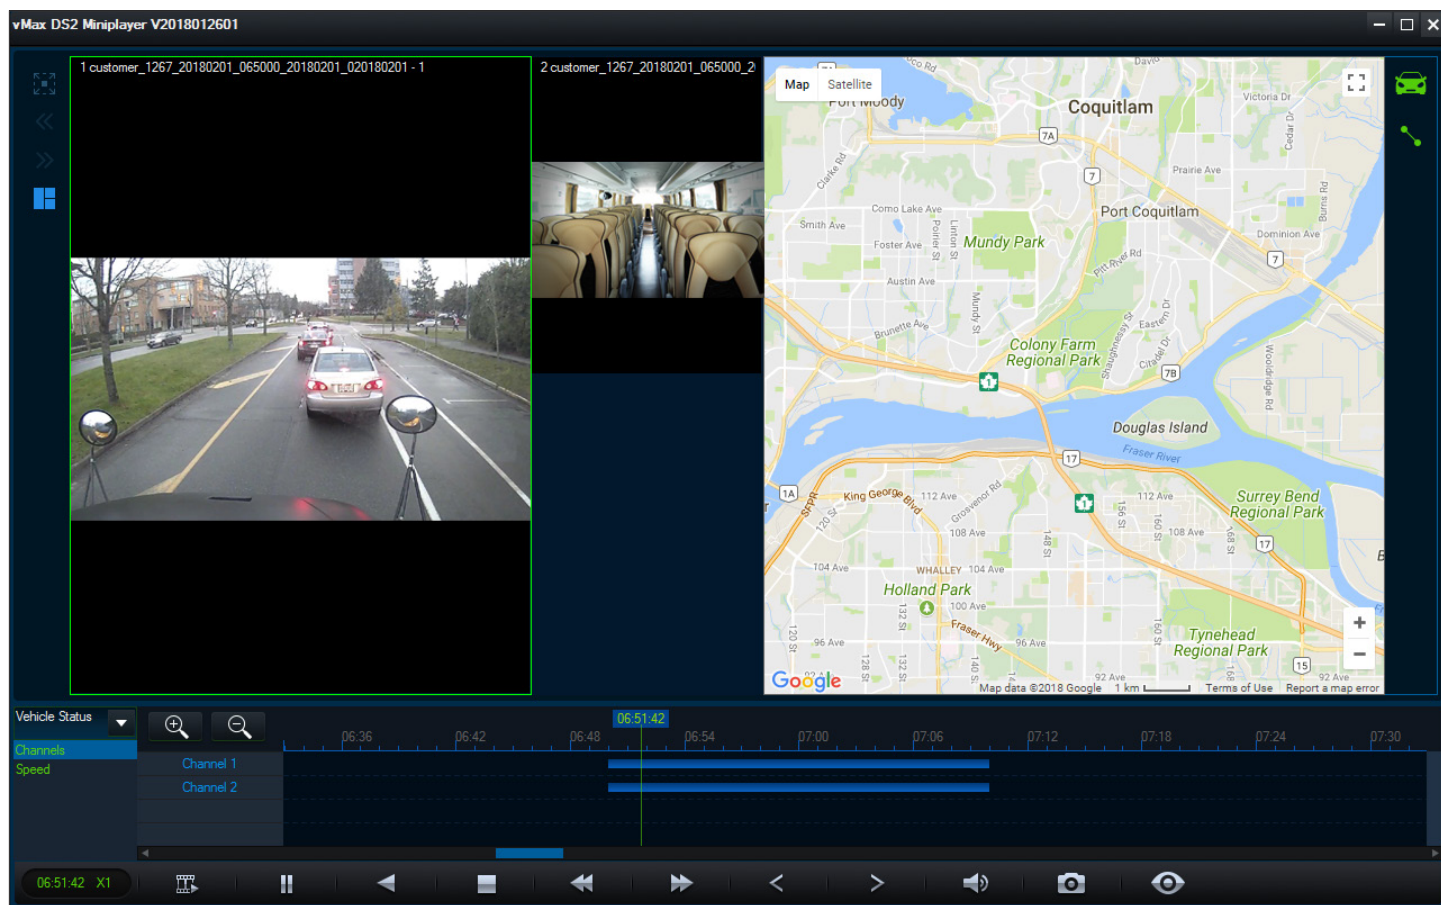 vMax DS2 Miniplayer V2018012601
1 customer_1267_20180201_065000_20180201_020180201 - 1
2 customer_1267_20180201_065000_2
Map Satellite
Port Moody
David
Coquitlam
Victoria Dr
Cedar Dr
7A
Clarke Rd
7
Prairie Ave
Como Lake Ave
Port Coquitlam
Burns Rd
Smith Ave
Poirier St
Linton St
Foster Ave
Mundy Park
Dominion Ave
Pitt River Rd
7
Austin Ave
Mundy St
Brunette Ave
Shaughnessy St
Eastern Dr
Citadel Dr
Colony Farm
Regional Park
Wooldridge Rd
7B
1
Douglas Island
Fraser River
17
1A
King George Blvd
112 Ave
Grosvenor Rd
1
112 Ave
Surrey Bend
Regional Park
SFPR
120 St
156 St
160 St
108 Ave
148 St
108 Ave
168 St
17
104 Ave
WHALLEY
104 Ave
Holland Park
132 St
100 Ave
Fraser Hwy
120 St
96 Ave
96 Ave
160 St
Tynehead
Regional Park
128 St
132 St
140 St
15
92 Ave
168 St
92 Ave
Google
Map data ©2018 Google 1 km Terms of Use Report a map error
Vehicle Status
Channels
Speed
06:51:42
06:36 06:42 06:48 06:54 07:00 07:06 07:12 07:18 07:24 07:30
Channel 1
Channel 2
06:51:42 X1